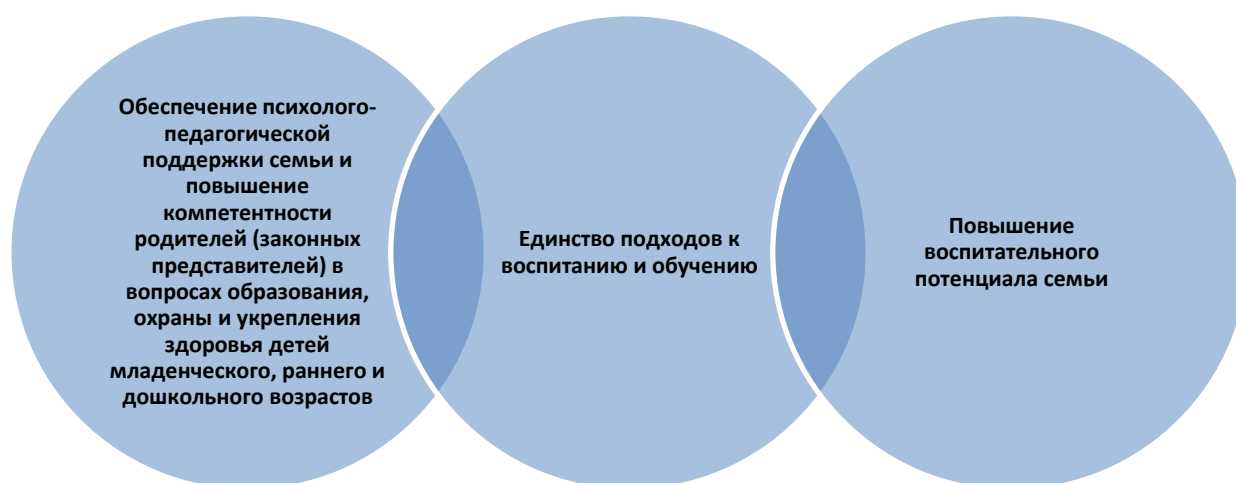 Обеспечение психолого-
педагогической
поддержки семьи и
повышение
компетентности
родителей (законных
представителей) в
вопросах образования,
охраны и укрепления
здоровья детей
младенческого, раннего и
дошкольного возрастов
Единство подходов к
воспитанию и обучению
Повышение
воспитательного
потенциала семьи